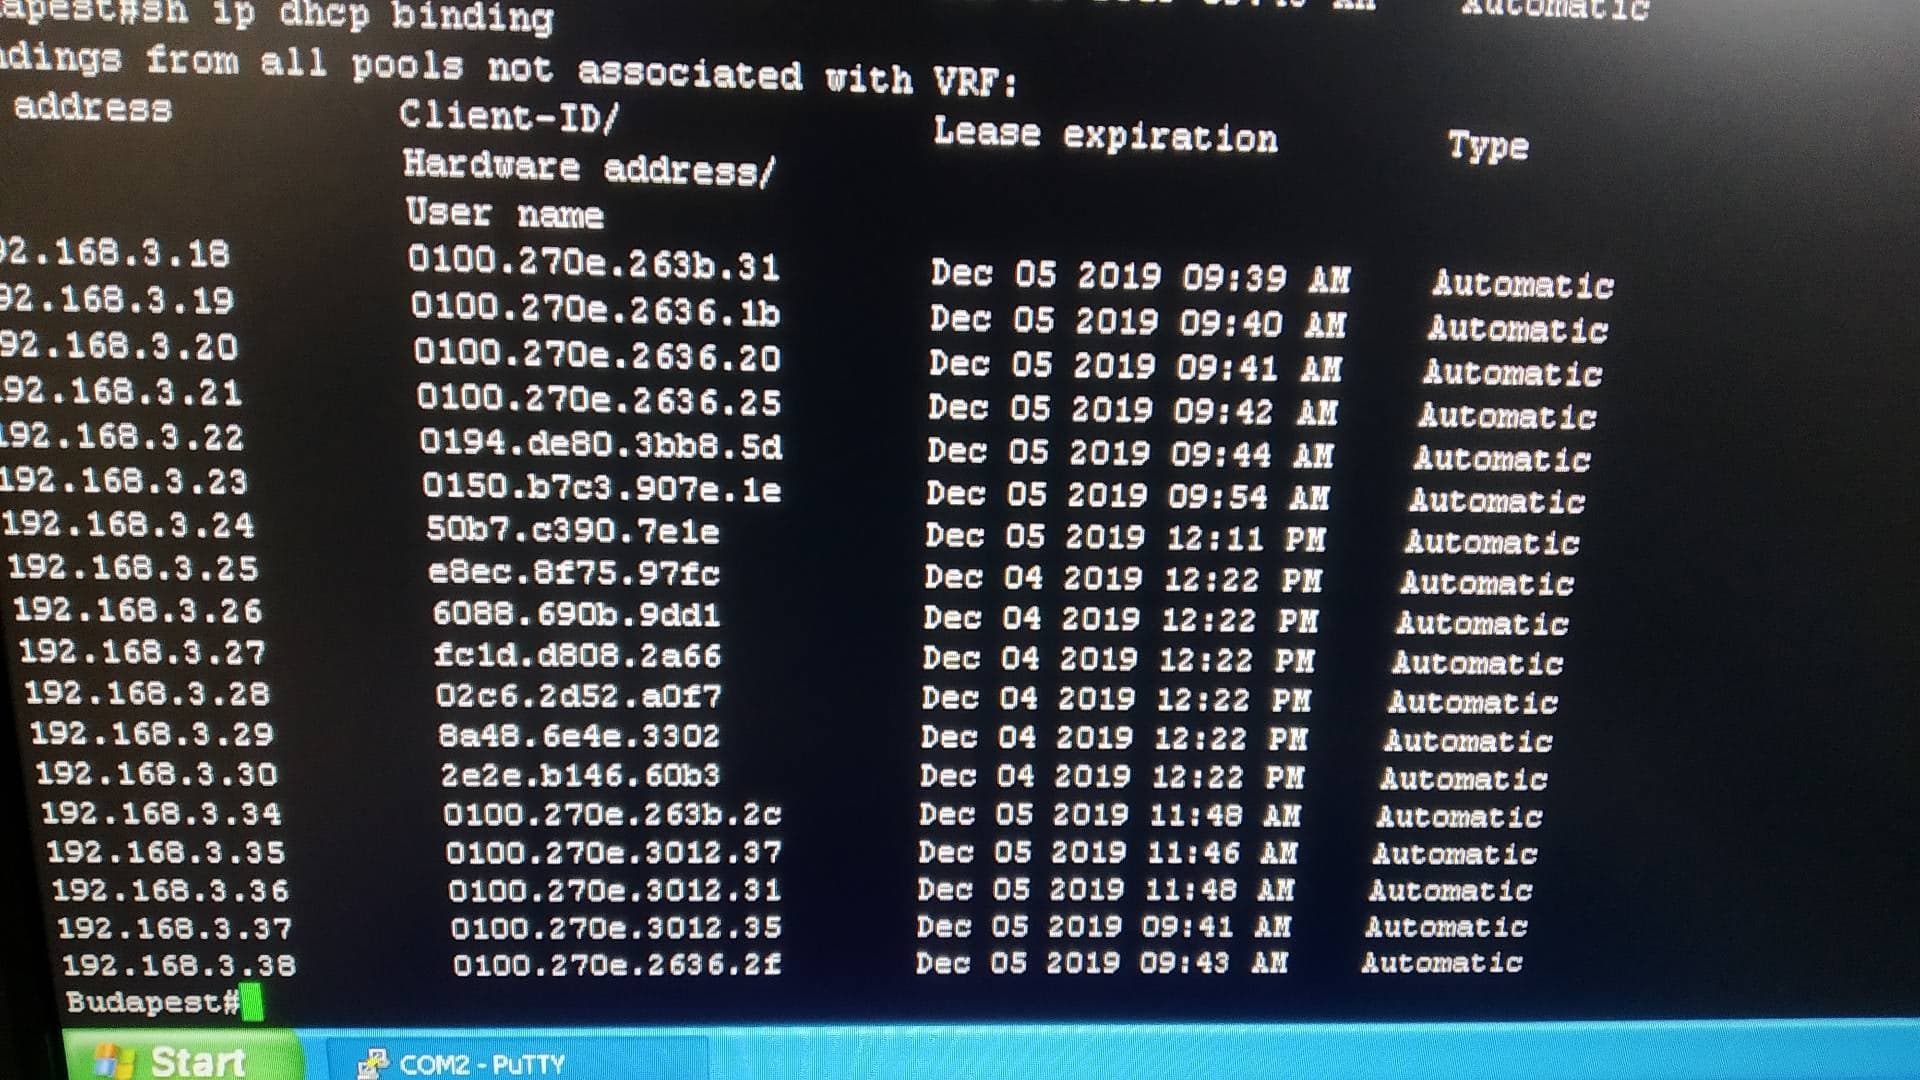 apest#sh ip dhcp binding Automatic
dings from all pools not associated with VRF:
address Client-ID/ Lease expiration Type
Hardware address/
User name
92.168.3.18 0100.270e.263b.31 Dec 05 2019 09:39 AM Automatic
92.168.3.19 0100.270e.2636.1b Dec 05 2019 09:40 AM Automatic
92.168.3.20 0100.270e.2636.20 Dec 05 2019 09:41 AM Automatic
192.168.3.21 0100.270e.2636.25 Dec 05 2019 09:42 AM Automatic
192.168.3.22 0194.de80.3bb8.5d Dec 05 2019 09:44 AM Automatic
192.168.3.23 0150.b7c3.907e.1e Dec 05 2019 09:54 AM Automatic
192.168.3.24 50b7.c390.7e1e Dec 05 2019 12:11 PM Automatic
192.168.3.25 e8ec.8f75.97fc Dec 04 2019 12:22 PM Automatic
192.168.3.26 6088.690b.9dd1 Dec 04 2019 12:22 PM Automatic
192.168.3.27 fc1d.d808.2a66 Dec 04 2019 12:22 PM Automatic
192.168.3.28 02c6.2d52.a0f7 Dec 04 2019 12:22 PM Automatic
192.168.3.29 8a48.6e4e.3302 Dec 04 2019 12:22 PM Automatic
192.168.3.30 2e2e.b146.60b3 Dec 04 2019 12:22 PM Automatic
192.168.3.34 0100.270e.263b.2c Dec 05 2019 11:48 AM Automatic
192.168.3.35 0100.270e.3012.37 Dec 05 2019 11:46 AM Automatic
192.168.3.36 0100.270e.3012.31 Dec 05 2019 11:48 AM Automatic
192.168.3.37 0100.270e.3012.35 Dec 05 2019 09:41 AM Automatic
192.168.3.38 0100.270e.2636.2f Dec 05 2019 09:43 AM Automatic
Budapest#
Start COM2 - PuTTY